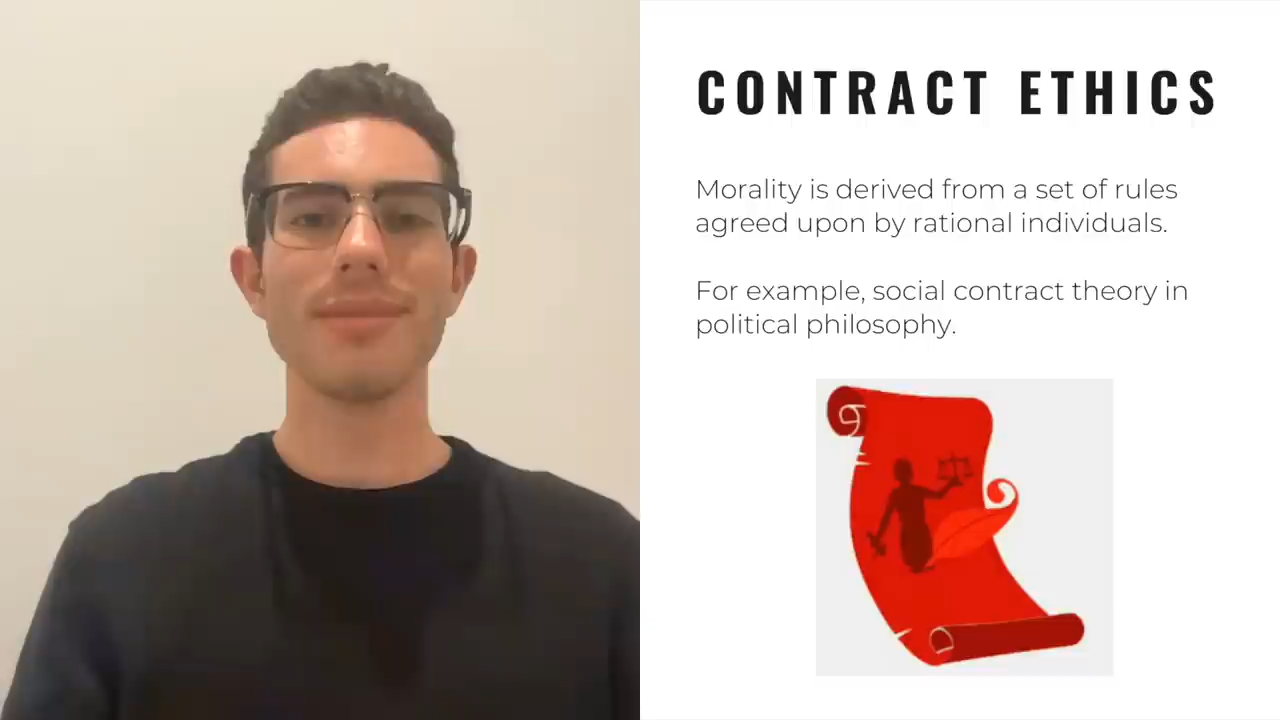 CONTRACT ETHICS
Morality is derived from a set of rules
agreed upon by rational individuals.
For example, social contract theory in
political philosophy.